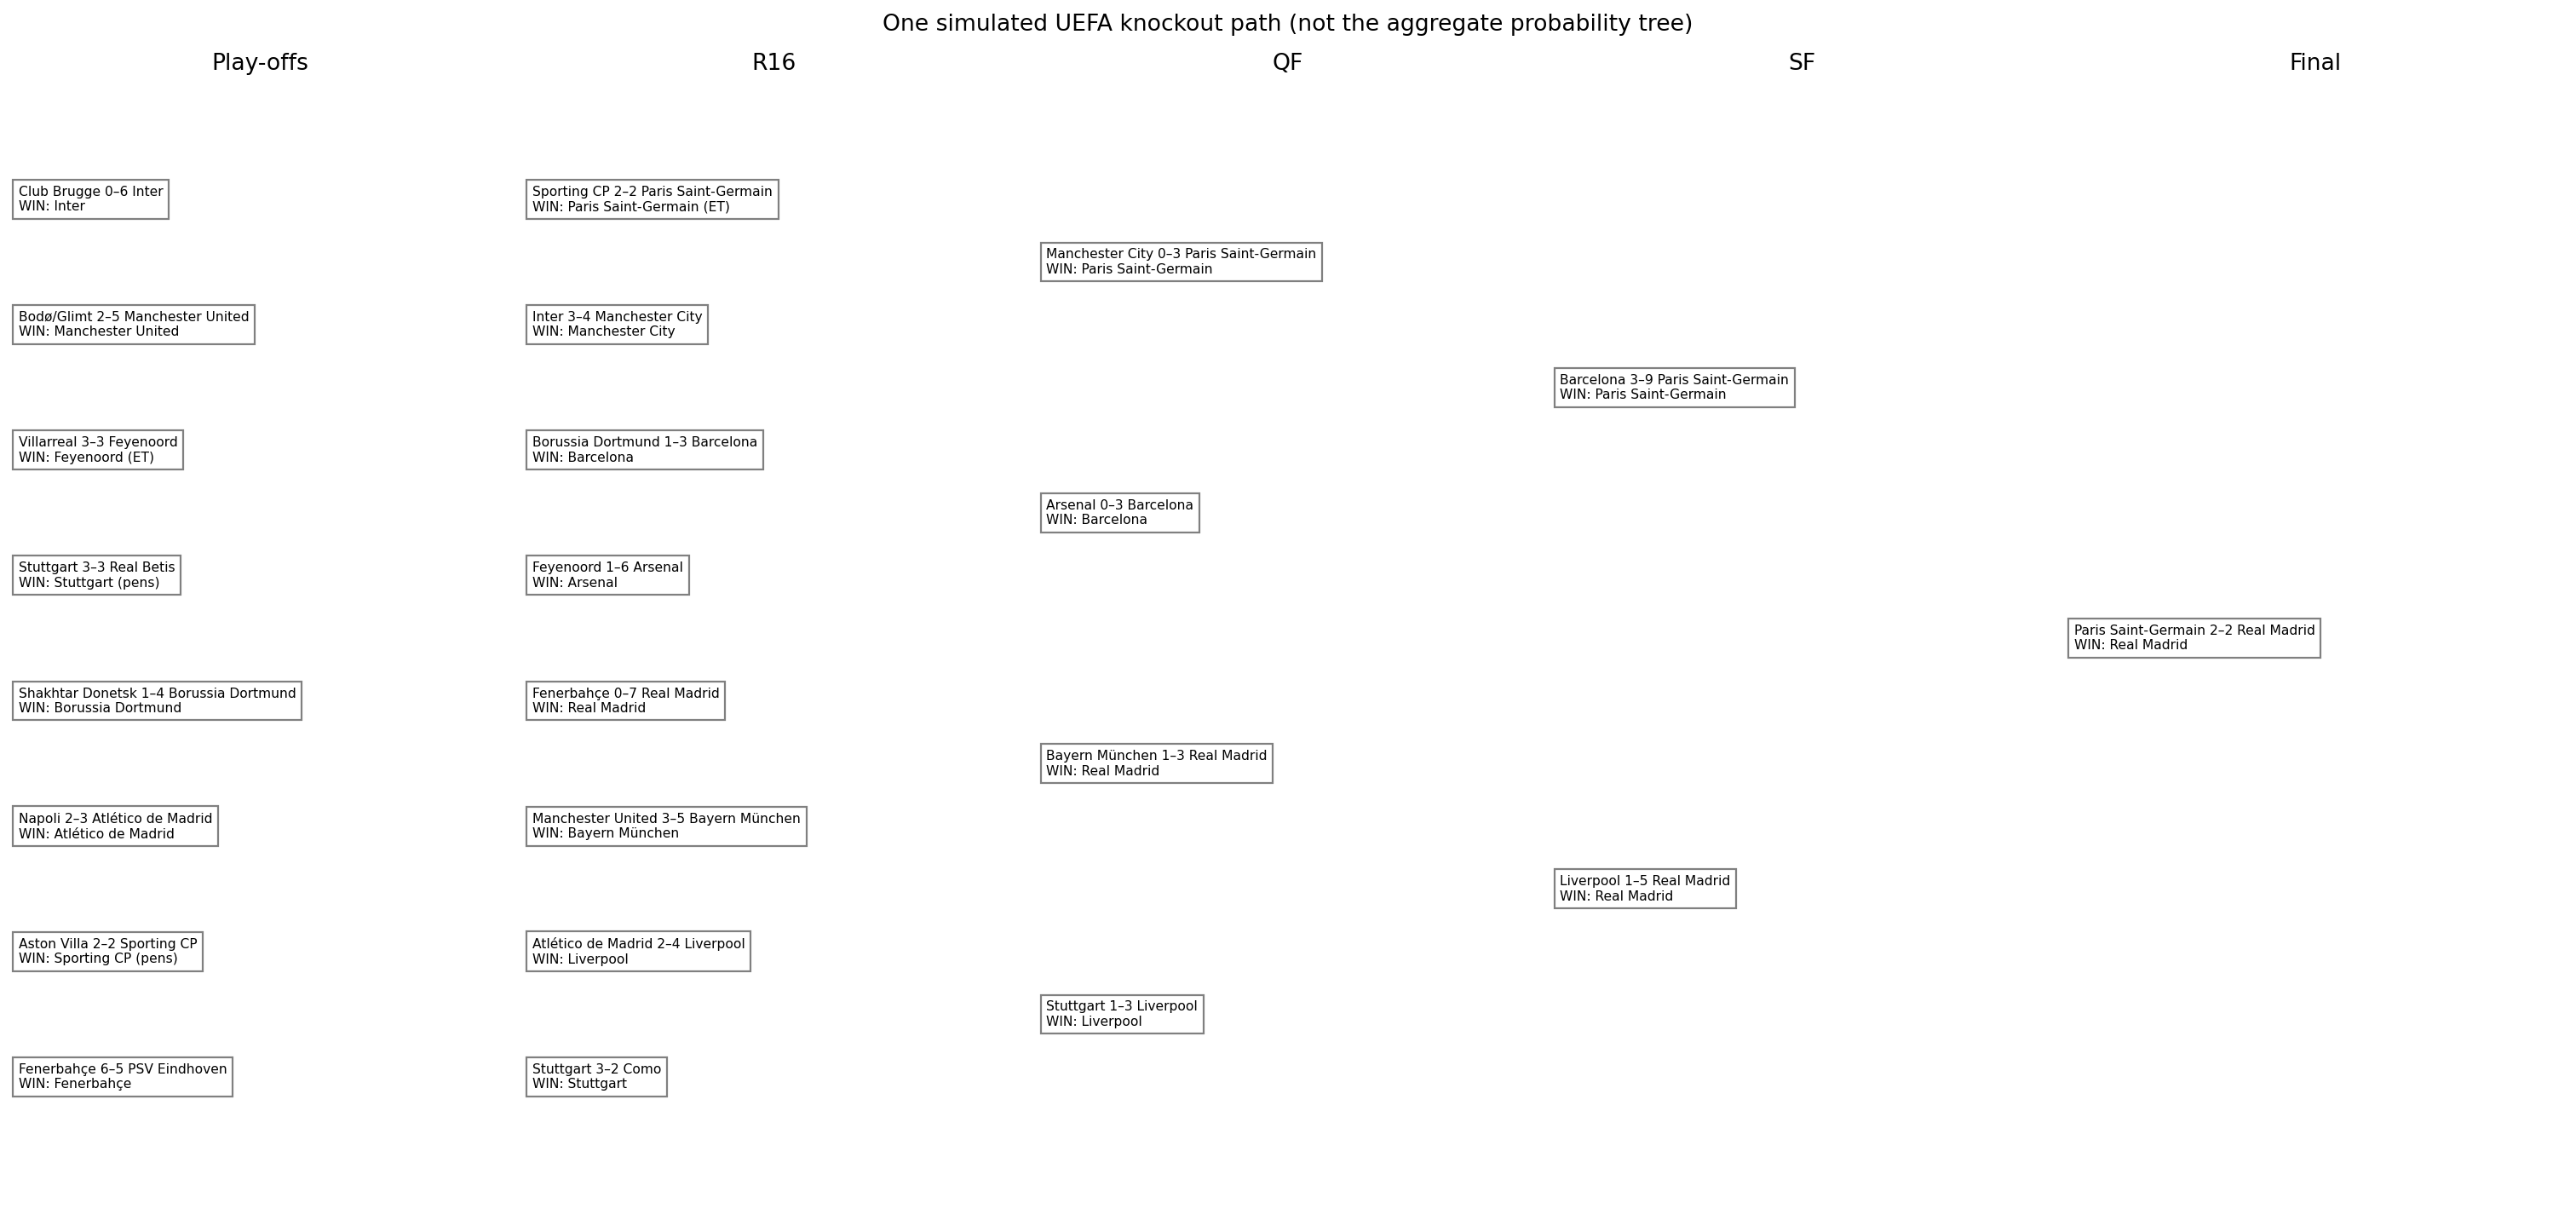 One simulated UEFA knockout path (not the aggregate probability tree)
Play-offs
R16
QF
SF
Final
Club Brugge 0–6 Inter
WIN: Inter
Bodø/Glimt 2–5 Manchester United
WIN: Manchester United
Villarreal 3–3 Feyenoord
WIN: Feyenoord (ET)
Stuttgart 3–3 Real Betis
WIN: Stuttgart (pens)
Shakhtar Donetsk 1–4 Borussia Dortmund
WIN: Borussia Dortmund
Napoli 2–3 Atlético de Madrid
WIN: Atlético de Madrid
Aston Villa 2–2 Sporting CP
WIN: Sporting CP (pens)
Fenerbahçe 6–5 PSV Eindhoven
WIN: Fenerbahçe
Sporting CP 2–2 Paris Saint-Germain
WIN: Paris Saint-Germain (ET)
Inter 3–4 Manchester City
WIN: Manchester City
Borussia Dortmund 1–3 Barcelona
WIN: Barcelona
Feyenoord 1–6 Arsenal
WIN: Arsenal
Fenerbahçe 0–7 Real Madrid
WIN: Real Madrid
Manchester United 3–5 Bayern München
WIN: Bayern München
Atlético de Madrid 2–4 Liverpool
WIN: Liverpool
Stuttgart 3–2 Como
WIN: Stuttgart
Manchester City 0–3 Paris Saint-Germain
WIN: Paris Saint-Germain
Arsenal 0–3 Barcelona
WIN: Barcelona
Bayern München 1–3 Real Madrid
WIN: Real Madrid
Stuttgart 1–3 Liverpool
WIN: Liverpool
Barcelona 3–9 Paris Saint-Germain
WIN: Paris Saint-Germain
Liverpool 1–5 Real Madrid
WIN: Real Madrid
Paris Saint-Germain 2–2 Real Madrid
WIN: Real Madrid